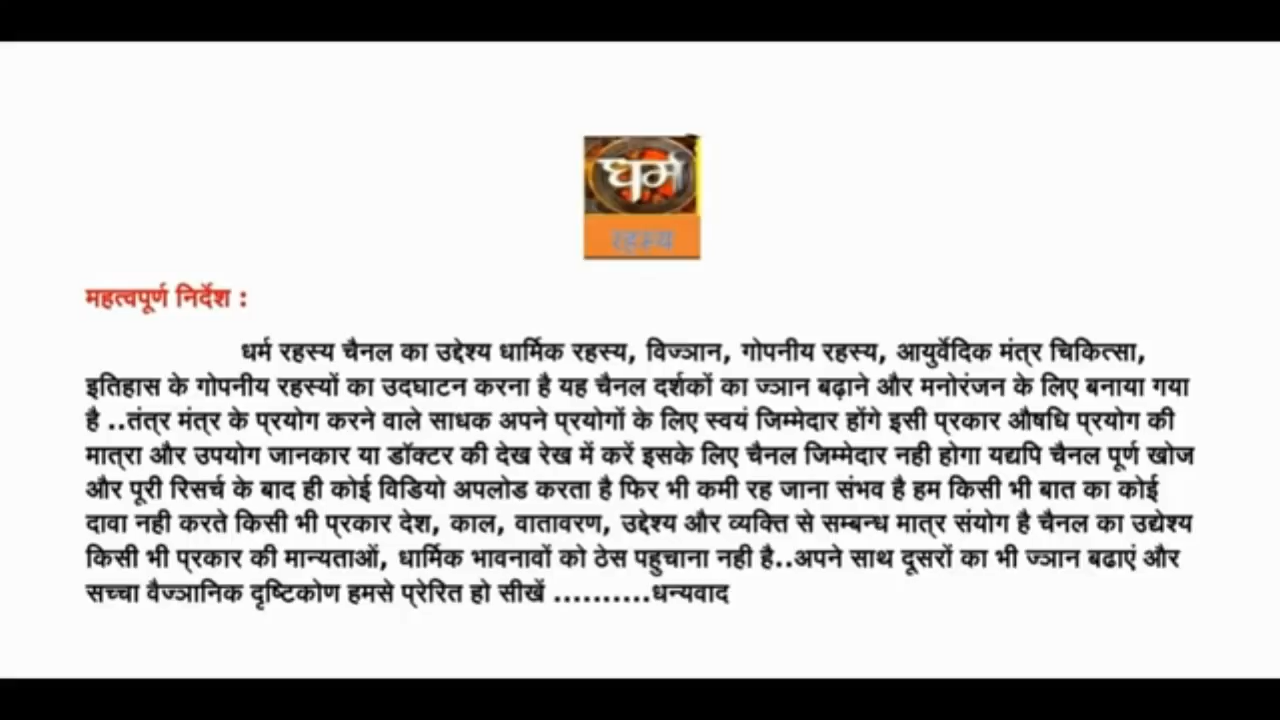 धर्म
रहस्य
महत्वपूर्ण निर्देश :
धर्म रहस्य चैनल का उद्देश्य धार्मिक रहस्य, विज्ञान, गोपनीय रहस्य, आयुर्वेदिक मंत्र चिकित्सा,
इतिहास के गोपनीय रहस्यों का उदघाटन करना है यह चैनल दर्शकों का ज्ञान बढ़ाने और मनोरंजन के लिए बनाया गया
है ..तंत्र मंत्र के प्रयोग करने वाले साधक अपने प्रयोगों के लिए स्वयं जिम्मेदार होंगे इसी प्रकार औषधि प्रयोग की
मात्रा और उपयोग जानकार या डॉक्टर की देख रेख में करें इसके लिए चैनल जिम्मेदार नही होगा यद्यपि चैनल पूर्ण खोज
और पूरी रिसर्च के बाद ही कोई विडियो अपलोड करता है फिर भी कमी रह जाना संभव है हम किसी भी बात का कोई
दावा नही करते किसी भी प्रकार देश, काल, वातावरण, उद्देश्य और व्यक्ति से सम्बन्ध मात्र संयोग है चैनल का उद्येश्य
किसी भी प्रकार की मान्यताओं, धार्मिक भावनावों को ठेस पहुचाना नही है..अपने साथ दूसरों का भी ज्ञान बढाएं और
सच्चा वैज्ञानिक दृष्टिकोण हमसे प्रेरित हो सीखें ..........धन्यवाद